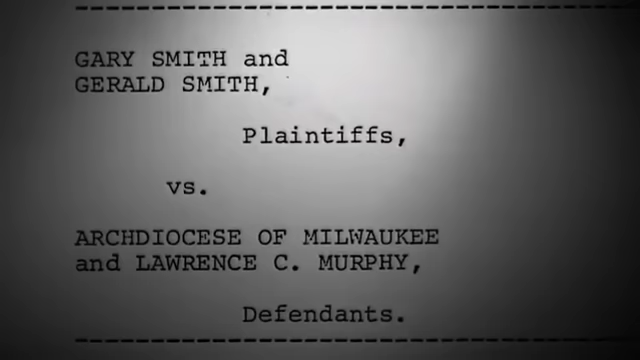 GARY SMITH and
GERALD SMITH,
Plaintiffs,
vs.
ARCHDIOCESE OF MILWAUKEE
and LAWRENCE C. MURPHY,
Defendants.